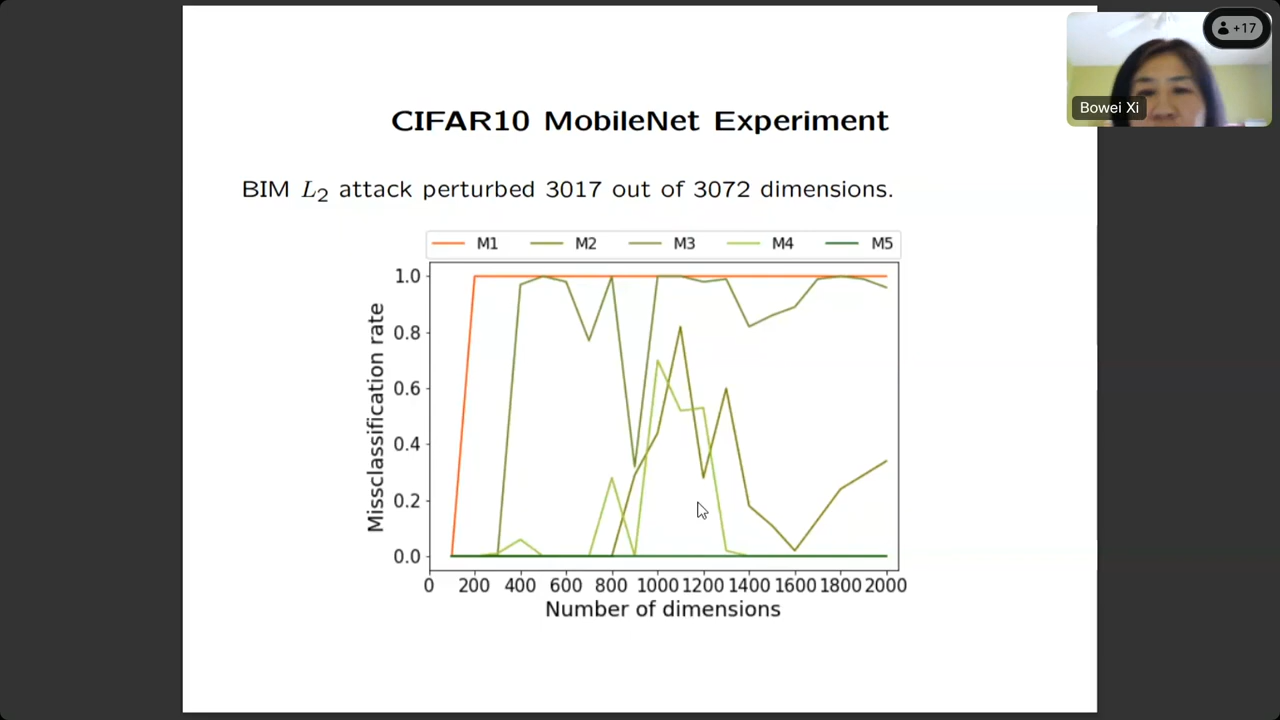 +17
Bowei Xi
CIFAR10 MobileNet Experiment
BIM L2 attack perturbed 3017 out of 3072 dimensions.
M1 M2 M3 M4 M5
1.0
0.8
0.6
0.4
0.2
0.0
Missclassification rate
0 200 400 600 800 1000 1200 1400 1600 1800 2000
Number of dimensions